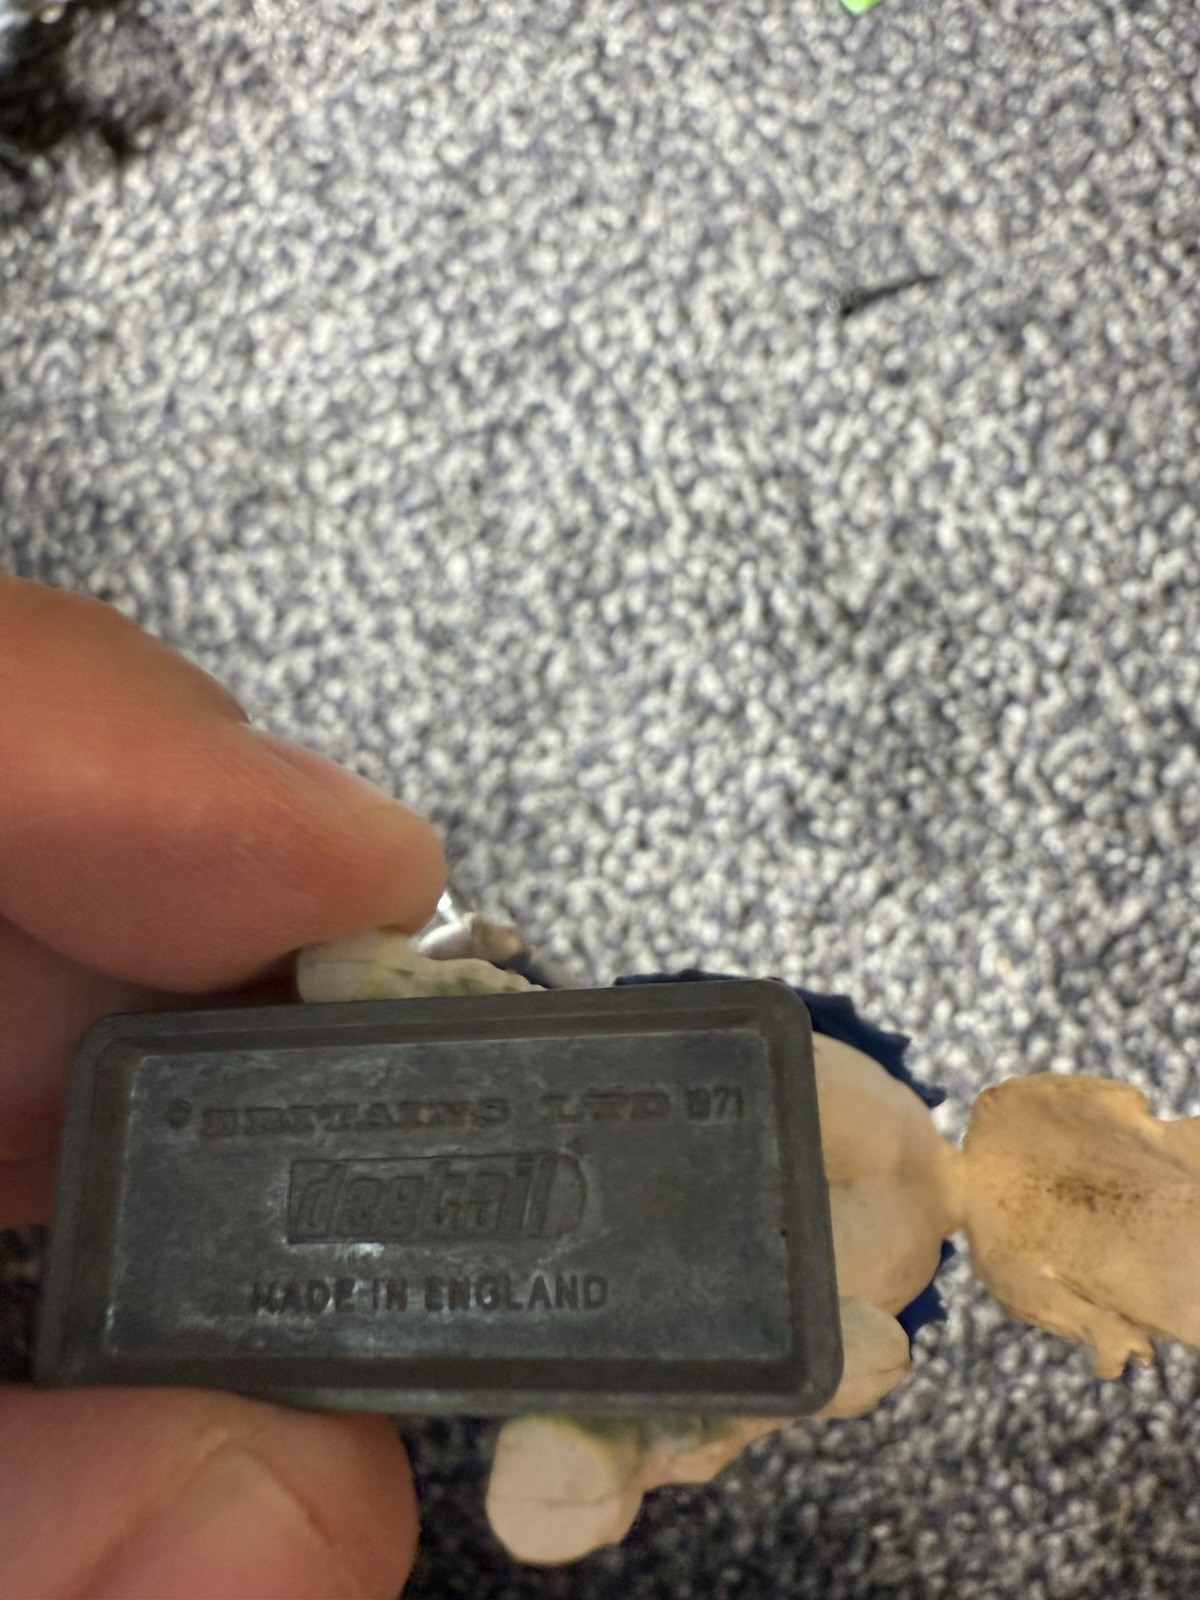 © BRITAINS LTD 1971
deetail
MADE IN ENGLAND